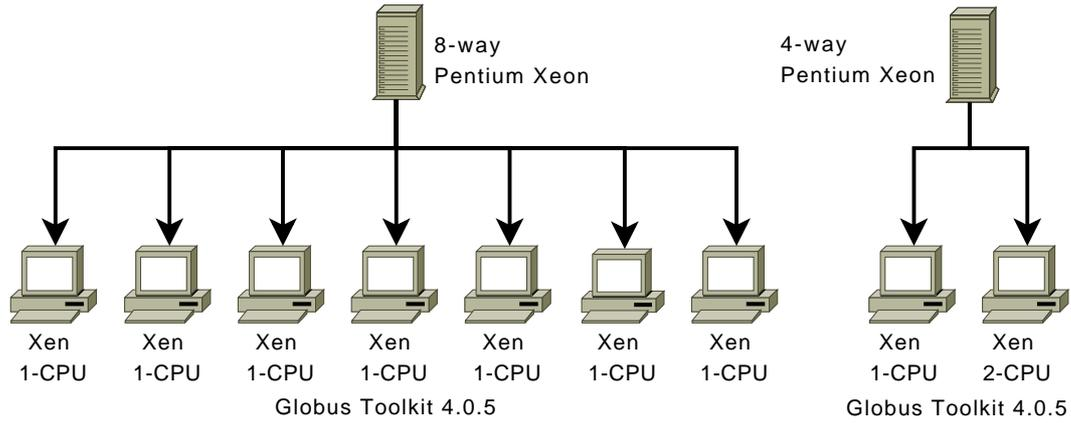 8-way
Pentium Xeon
4-way
Pentium Xeon
Xen
1-CPU
Xen
1-CPU
Xen
1-CPU
Xen
1-CPU
Xen
1-CPU
Xen
1-CPU
Xen
1-CPU
Globus Toolkit 4.0.5
Xen
1-CPU
Xen
2-CPU
Globus Toolkit 4.0.5